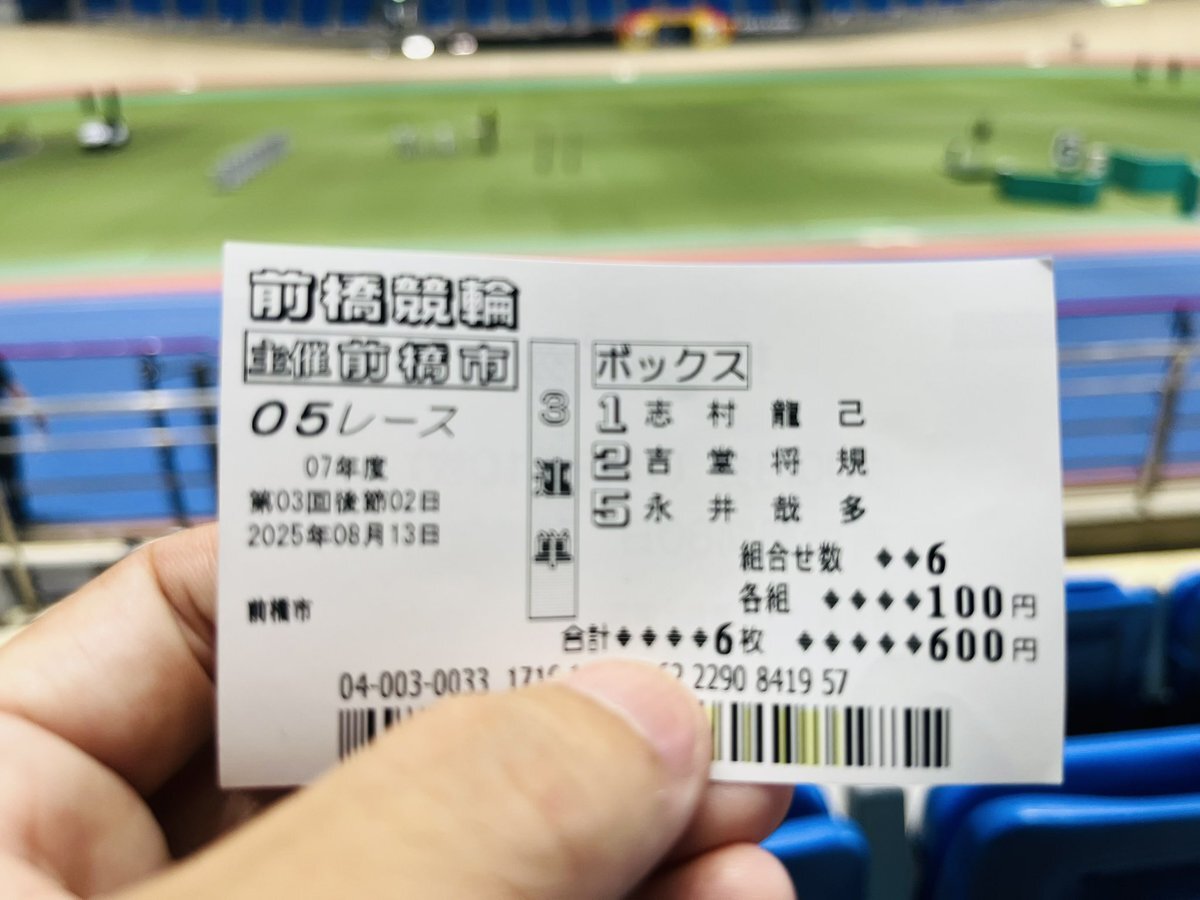 前橋競輪
主催前橋市
05レース
07年度
第03回後節02日
2025年08月13日
前橋市
3連単
ボックス
1 志村龍己
2 吉堂将規
5 永井哉多
組合せ数 ♦♦6
各組 ♦♦♦♦100円
合計♦♦♦♦6枚 ♦♦♦♦♦600円
04-003-0033 2290 8419 57